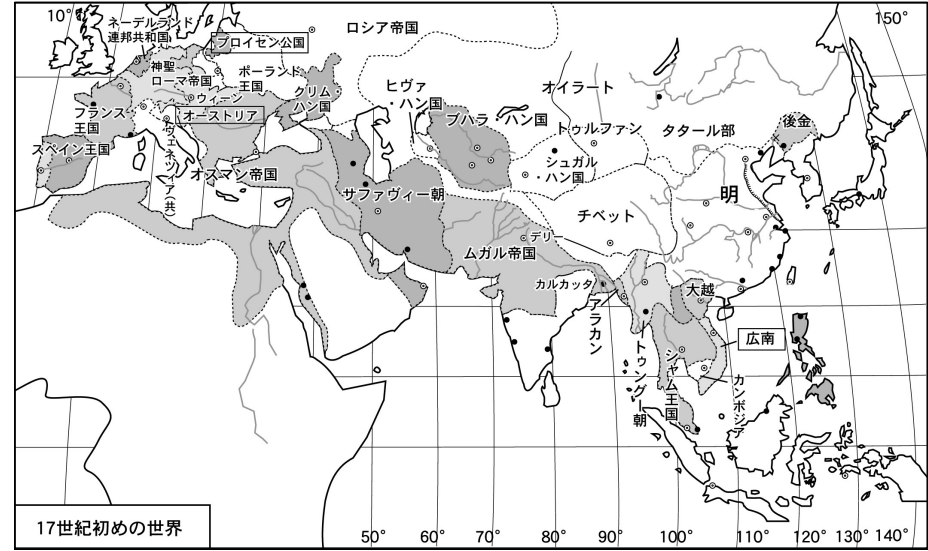 10°
150°
ロシア帝国
ネーデルランド
連邦共和国
プロイセン公国
神聖
ローマ帝国
ポーランド
王国
クリム
ハン国
ウィーン
オーストリア
フランス
王国
スペイン王国
ヴェネツィア(共)
オスマン帝国
ヒヴァ
・ハン国
ブハラ・ハン国
オイラート
トゥルファン
シュガル
・ハン国
タタール部
後金
明
サファヴィー朝
チベット
ムガル帝国
デリー
カルカッタ
アラカン
大越
広南
トゥングー朝
シャム王国
カンボジア
17世紀初めの世界
50°
60°
70°
80°
90°
100°
110°
120°
130°
140°